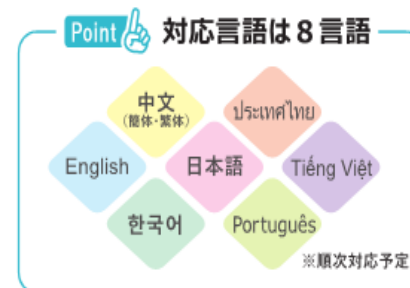 Point 対応言語は8言語
中文
(簡体・繁体)
ประเทศไทย
English
日本語
Tiếng Việt
한국어
Português
※順次対応予定